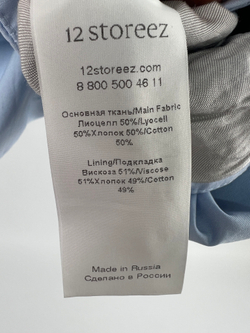 12 storeez
12storeez.com
8 800 500 46 11
Основная ткань/Main Fabric
Лиоцелл 50%/Lyocell
50%Хлопок 50%/Cotton
50%
Lining/Подкладка
Вискоза 51%/Viscose
51%Хлопок 49%/Cotton
49%
Made in Russia
Сделано в России